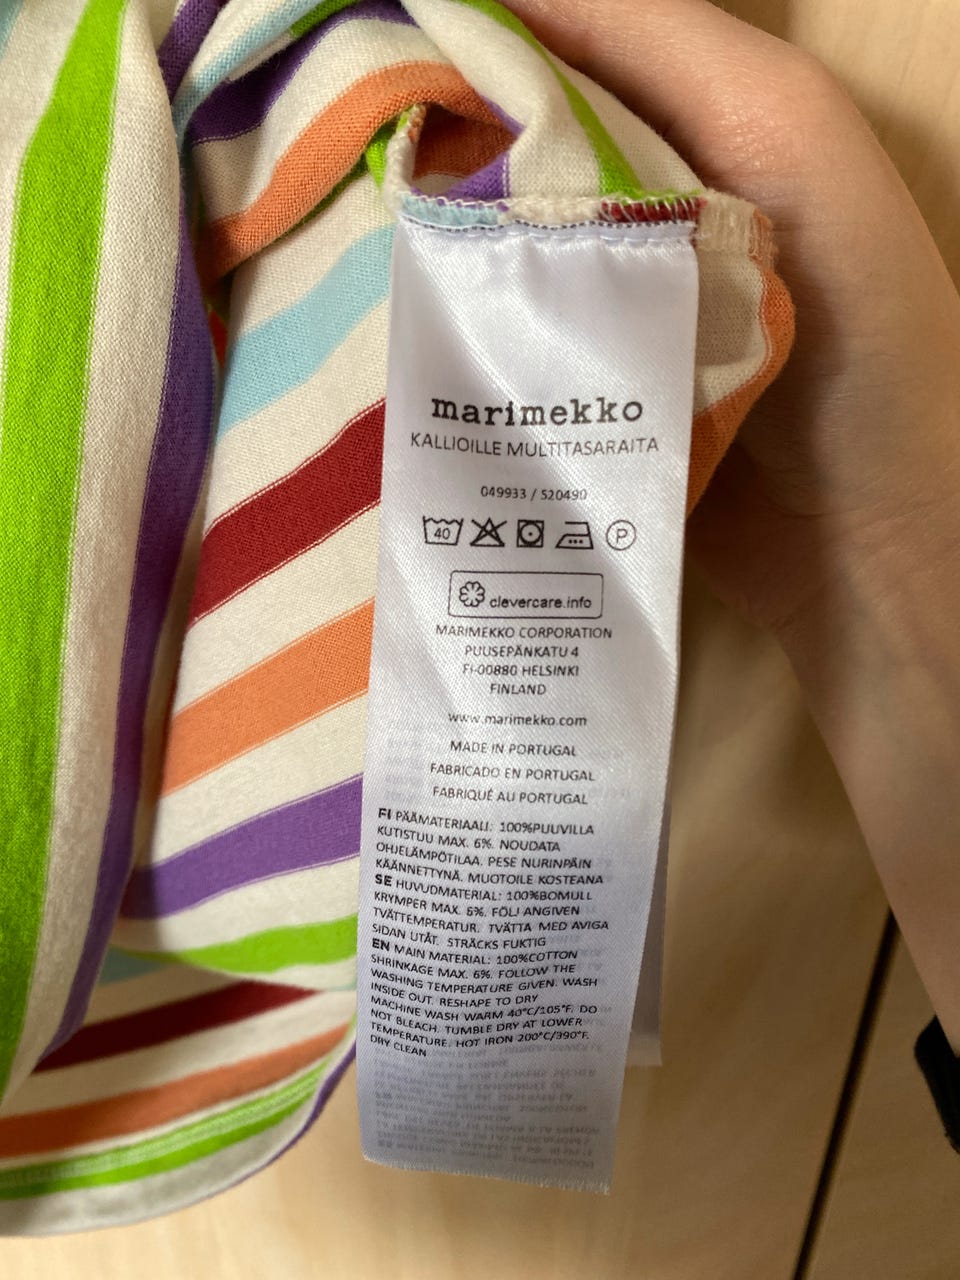 marimekko
KALLIOILLE MULTITASARAITA
049933 / 520490
40 P
clevercare.info
MARIMEKKO CORPORATION
PUUSEPÄNKATU 4
FI-00880 HELSINKI
FINLAND
www.marimekko.com
MADE IN PORTUGAL
FABRICADO EN PORTUGAL
FABRIQUÉ AU PORTUGAL
FI PÄÄMATERIAALI: 100%PUUVILLA
KUTISTUU MAX. 6%. NOUDATA
OHJELÄMPÖTILAA. PESE NURINPÄIN
KÄÄNNETTYNÄ. MUOTOILE KOSTEANA
SE HUVUDMATERIAL: 100%BOMULL
KRYMPER MAX. 6%. FÖLJ ANGIVEN
TVÄTTEMPERATUR. TVÄTTA MED AVIGA
SIDAN UTÅT. STRÄCKS FUKTIG
EN MAIN MATERIAL: 100%COTTON
SHRINKAGE MAX. 6%. FOLLOW THE
WASHING TEMPERATURE GIVEN. WASH
INSIDE OUT. RESHAPE TO DRY
MACHINE WASH WARM 40°C/105°F. DO
NOT BLEACH. TUMBLE DRY AT LOWER
TEMPERATURE. HOT IRON 200°C/390°F.
DRY CLEAN